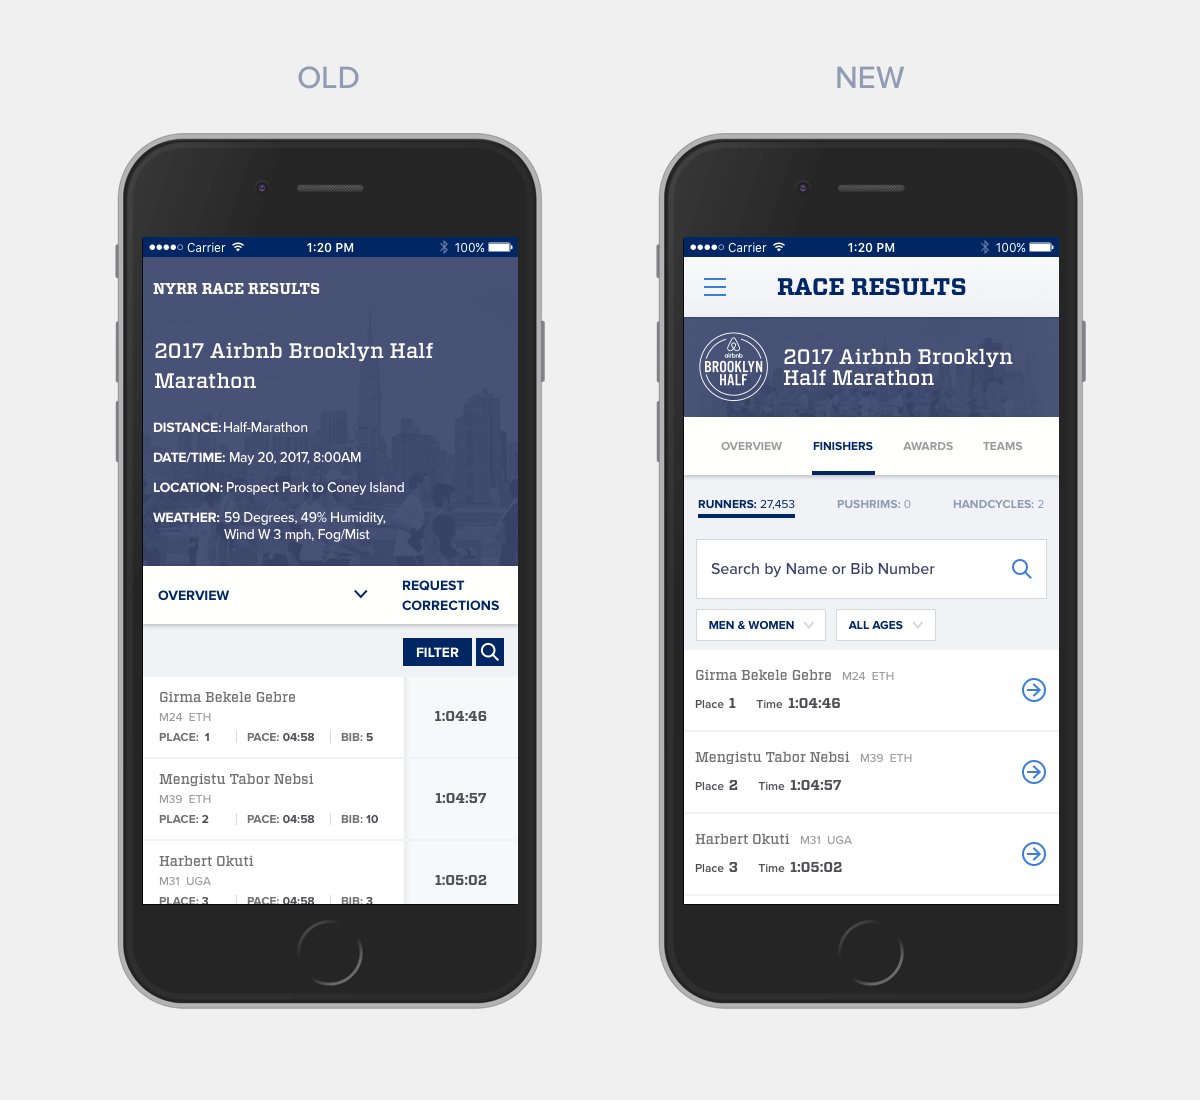 OLD
NEW
Carrier 1:20 PM 100%
NYRR RACE RESULTS
2017 Airbnb Brooklyn Half
Marathon
DISTANCE: Half-Marathon
DATE/TIME: May 20, 2017, 8:00AM
LOCATION: Prospect Park to Coney Island
WEATHER: 59 Degrees, 49% Humidity,
Wind W 3 mph, Fog/Mist
OVERVIEW
REQUEST
CORRECTIONS
FILTER
Girma Bekele Gebre
M24 ETH
PLACE: 1 PACE: 04:58 BIB: 5
1:04:46
Mengistu Tabor Nebsi
M39 ETH
PLACE: 2 PACE: 04:58 BIB: 10
1:04:57
Harbert Okuti
M31 UGA
PLACE: 3 PACE: 04:58 BIB: 3
1:05:02
Carrier 1:20 PM 100%
RACE RESULTS
airbnb
BROOKLYN
HALF
2017 Airbnb Brooklyn
Half Marathon
OVERVIEW FINISHERS AWARDS TEAMS
RUNNERS: 27,453 PUSHRIMS: 0 HANDCYCLES: 2
Search by Name or Bib Number
MEN & WOMEN ALL AGES
Girma Bekele Gebre M24 ETH
Place 1 Time 1:04:46
Mengistu Tabor Nebsi M39 ETH
Place 2 Time 1:04:57
Harbert Okuti M31 UGA
Place 3 Time 1:05:02